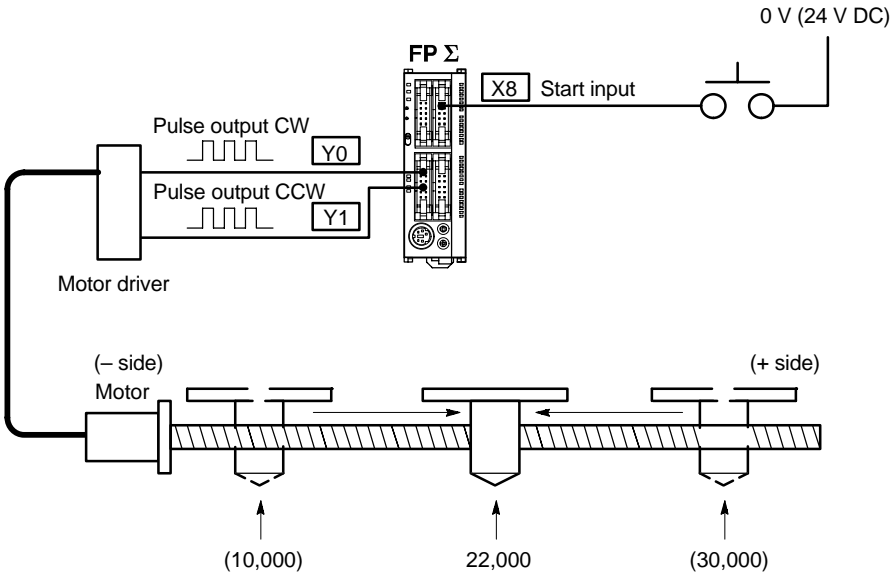 0 V (24 V DC)
FP Σ
X8 Start input
Pulse output CW
Y0
Pulse output CCW
Y1
Motor driver
(– side)
(+ side)
Motor
(10,000)
22,000
(30,000)